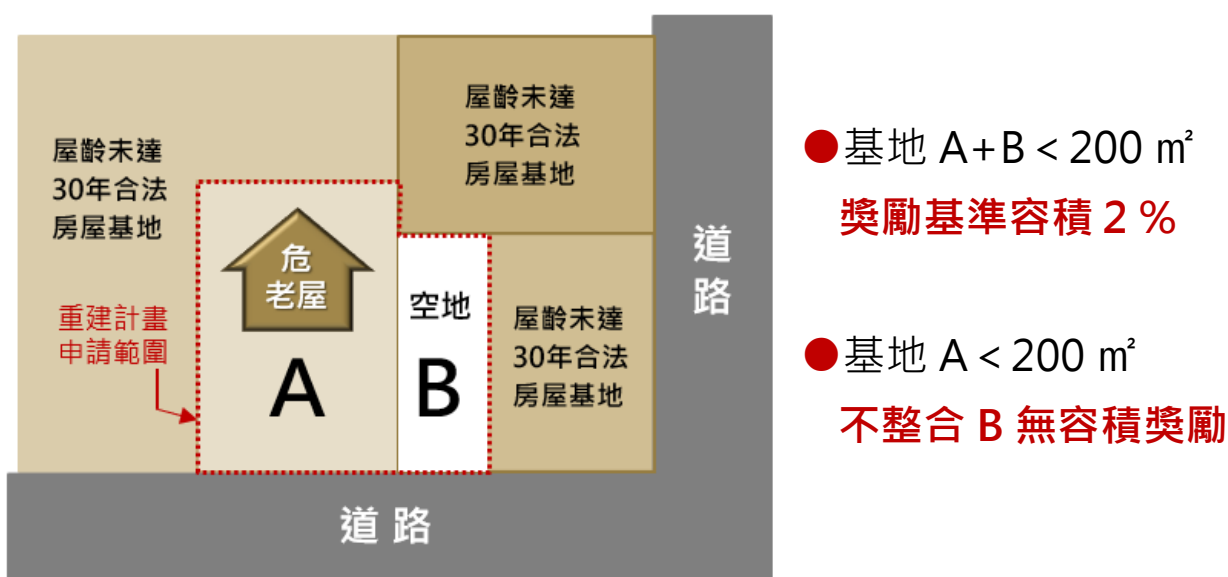 屋齡未達
30年合法
房屋基地
屋齡未達
30年合法
房屋基地
危
老屋
A
空地
B
屋齡未達
30年合法
房屋基地
重建計畫
申請範圍
道路
道路
●基地 A+B < 200 ㎡
獎勵基準容積 2 %
●基地 A < 200 ㎡
不整合 B 無容積獎勵